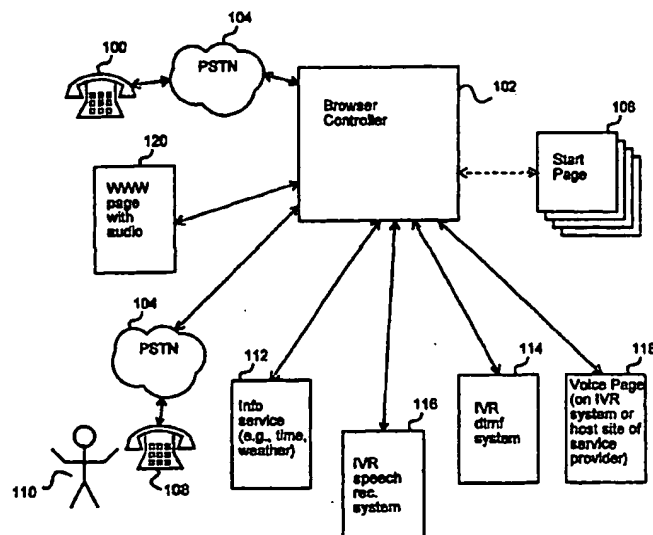 104
100
PSTN
102
106
Browser
Controller
Start
Page
120
WWW
page
with
audio
104
PSTN
112
114
118
Info
service
(e.g., time,
weather)
116
IVR
dtmf
system
Voice Page
(on IVR
system or
host site of
service
provider)
IVR
speech
rec.
system
110
108